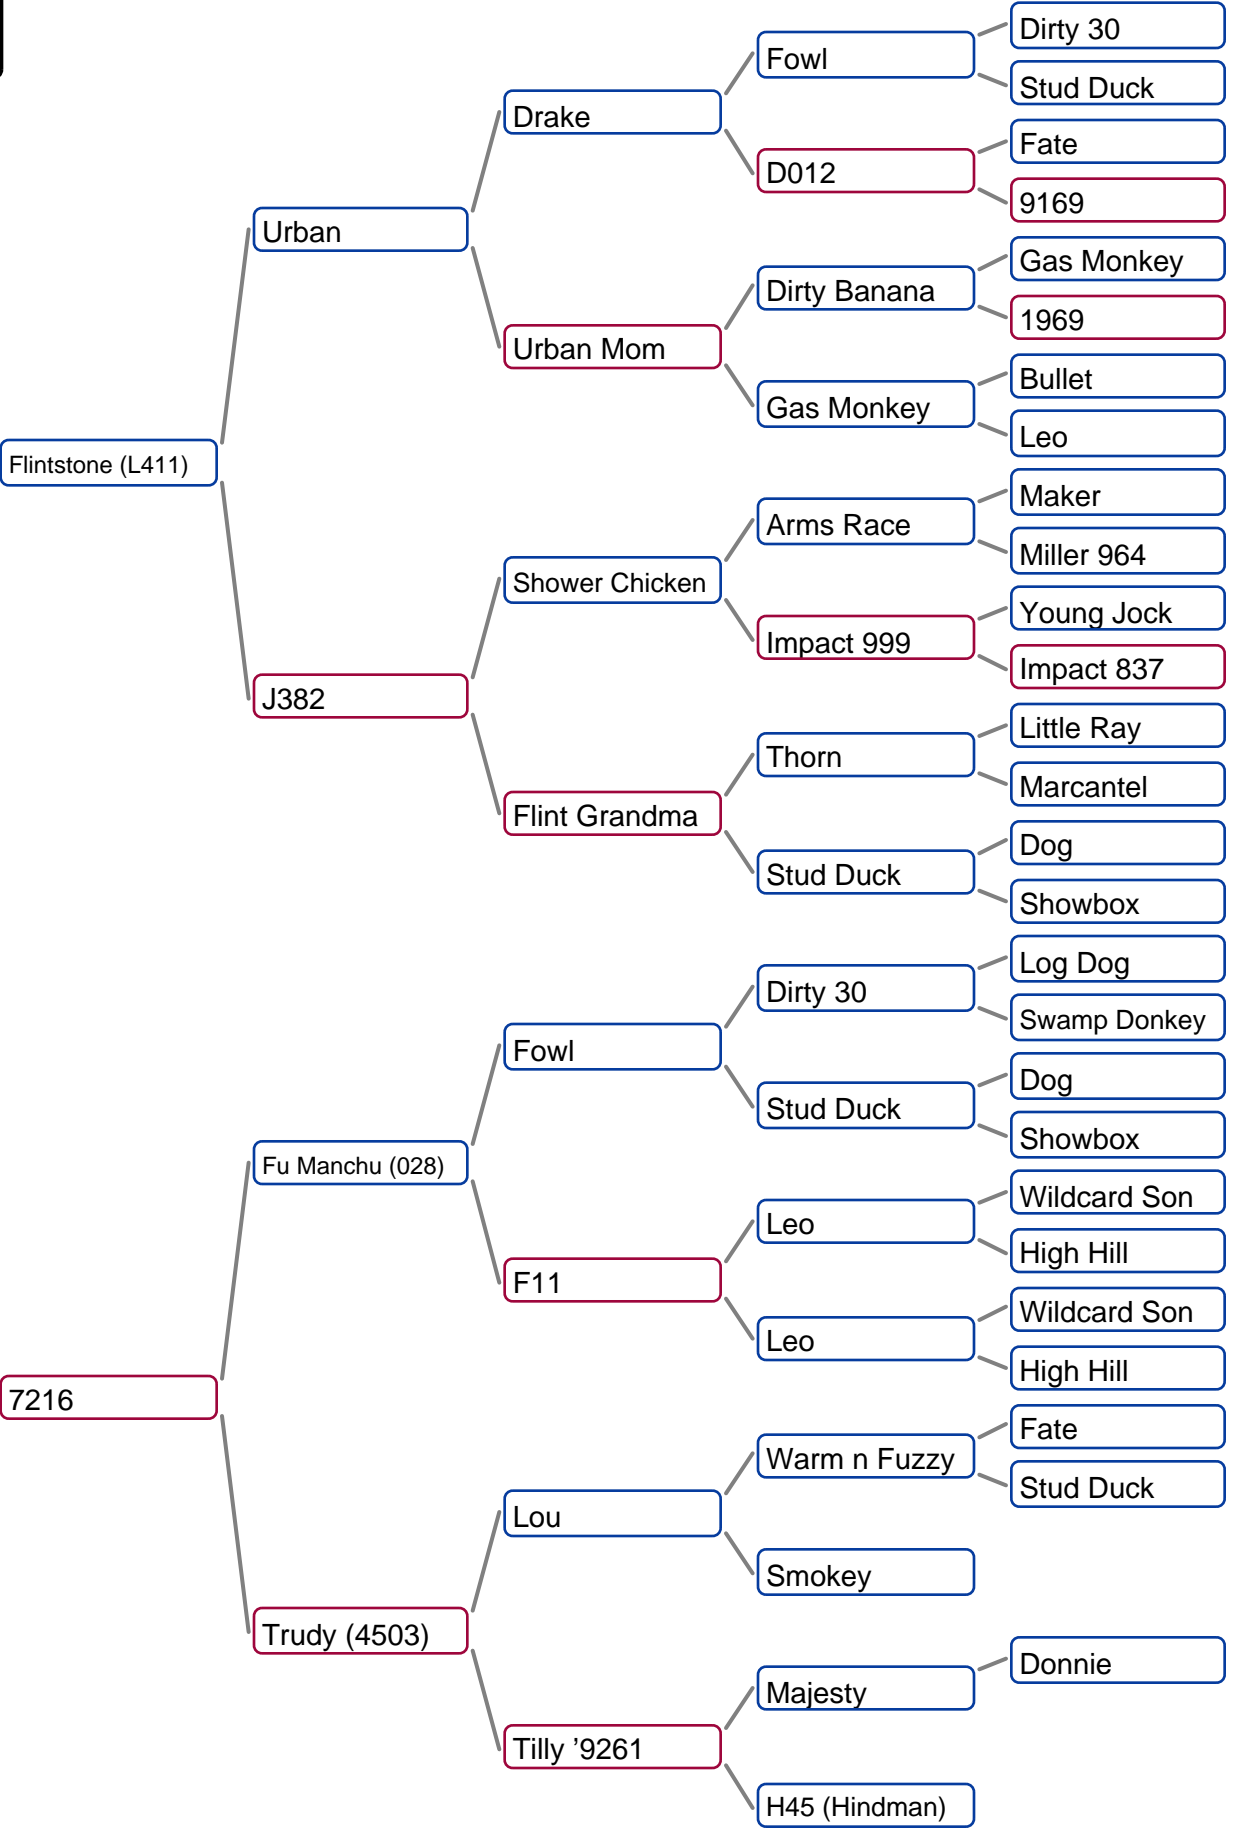 Dirty 30
Fowl
Stud Duck
Drake
Fate
D012
9169
Urban
Gas Monkey
Dirty Banana
1969
Urban Mom
Bullet
Gas Monkey
Leo
Flintstone (L411)
Maker
Arms Race
Miller 964
Shower Chicken
Young Jock
Impact 999
Impact 837
J382
Little Ray
Thorn
Marcantel
Flint Grandma
Dog
Stud Duck
Showbox
Log Dog
Dirty 30
Swamp Donkey
Fowl
Dog
Stud Duck
Showbox
Fu Manchu (028)
Wildcard Son
Leo
High Hill
F11
Wildcard Son
Leo
High Hill
7216
Fate
Warm n Fuzzy
Stud Duck
Lou
Smokey
Trudy (4503)
Donnie
Majesty
Tilly ’9261
H45 (Hindman)